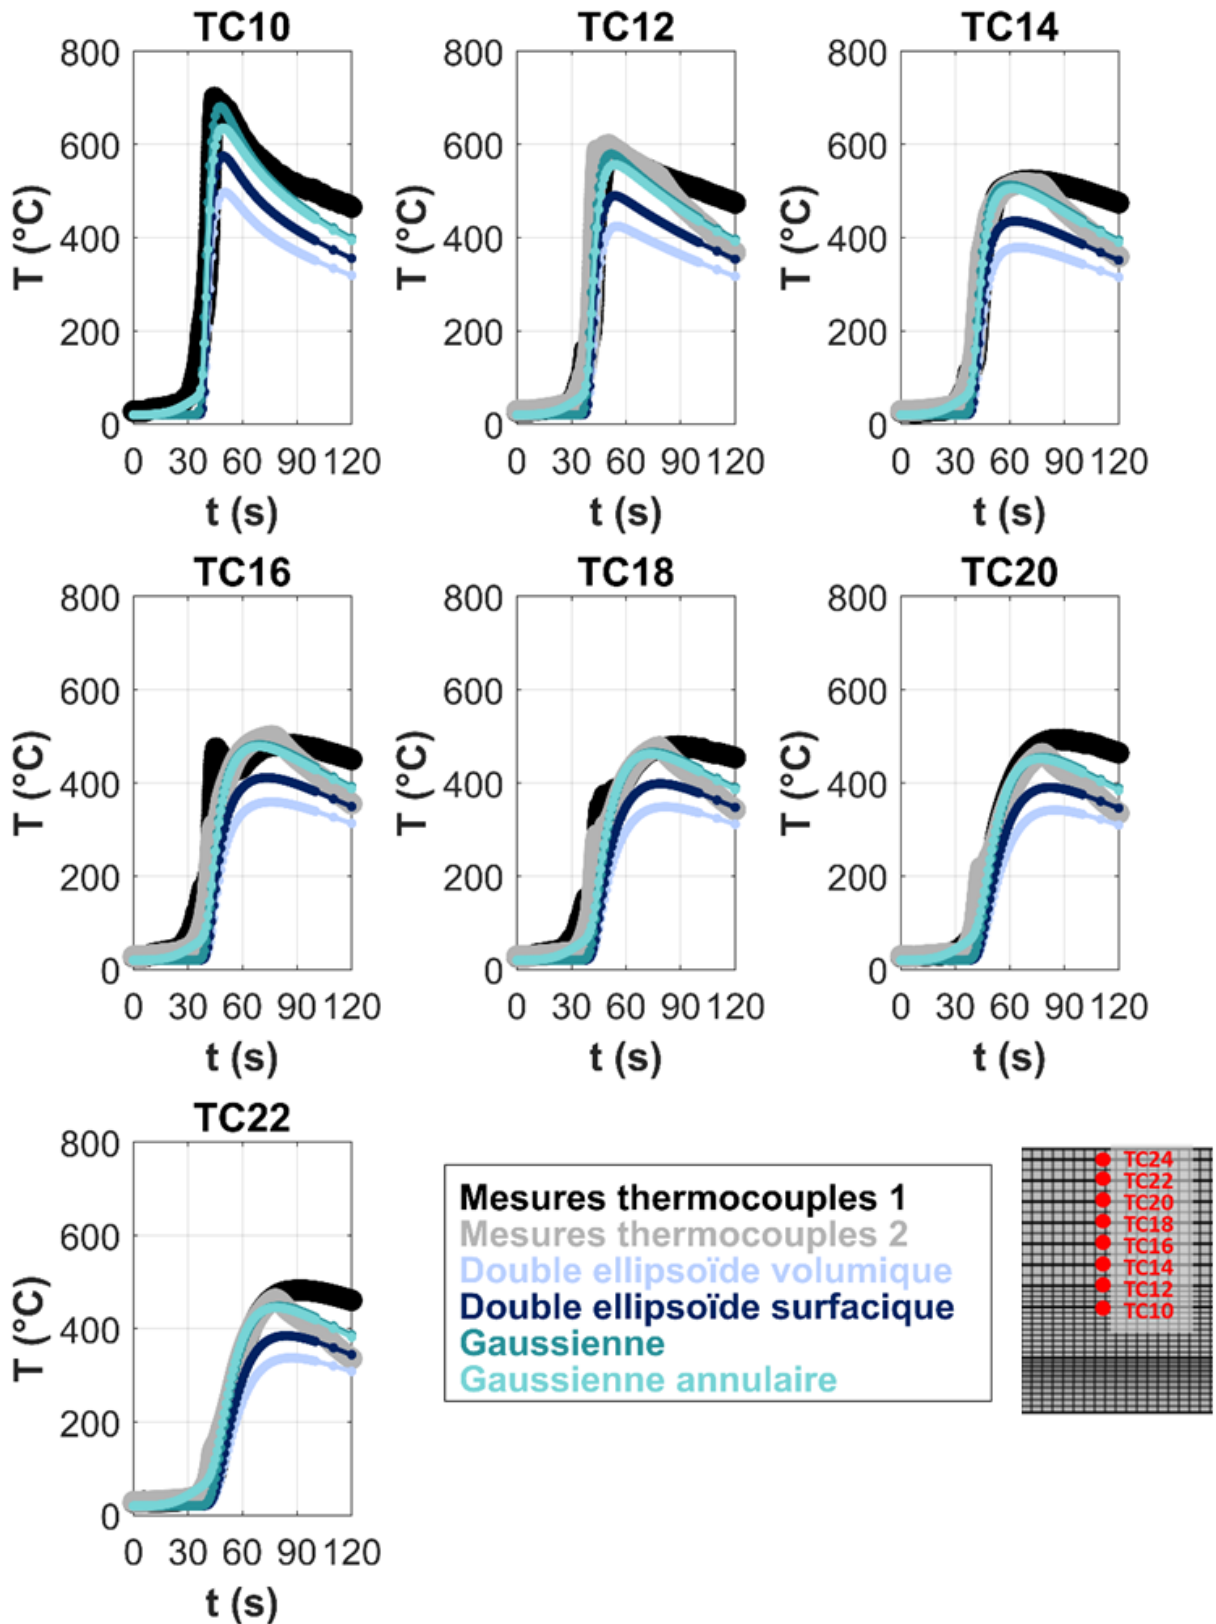 TC10 TC12 TC14
800 800 800
600 600 600
400 400 400
200 200 200
0 0 0
T (°C) T (°C) T (°C)
0 30 60 90 120 0 30 60 90 120 0 30 60 90 120
t (s) t (s) t (s)
TC16 TC18 TC20
800 800 800
600 600 600
400 400 400
200 200 200
0 0 0
T (°C) T (°C) T (°C)
0 30 60 90 120 0 30 60 90 120 0 30 60 90 120
t (s) t (s) t (s)
TC22
800
600
400
200
0
T (°C)
0 30 60 90 120
t (s)
Mesures thermocouples 1
Mesures thermocouples 2
Double ellipsoïde volumique
Double ellipsoïde surfacique
Gaussienne
Gaussienne annulaire
TC24
TC22
TC20
TC18
TC16
TC14
TC12
TC10